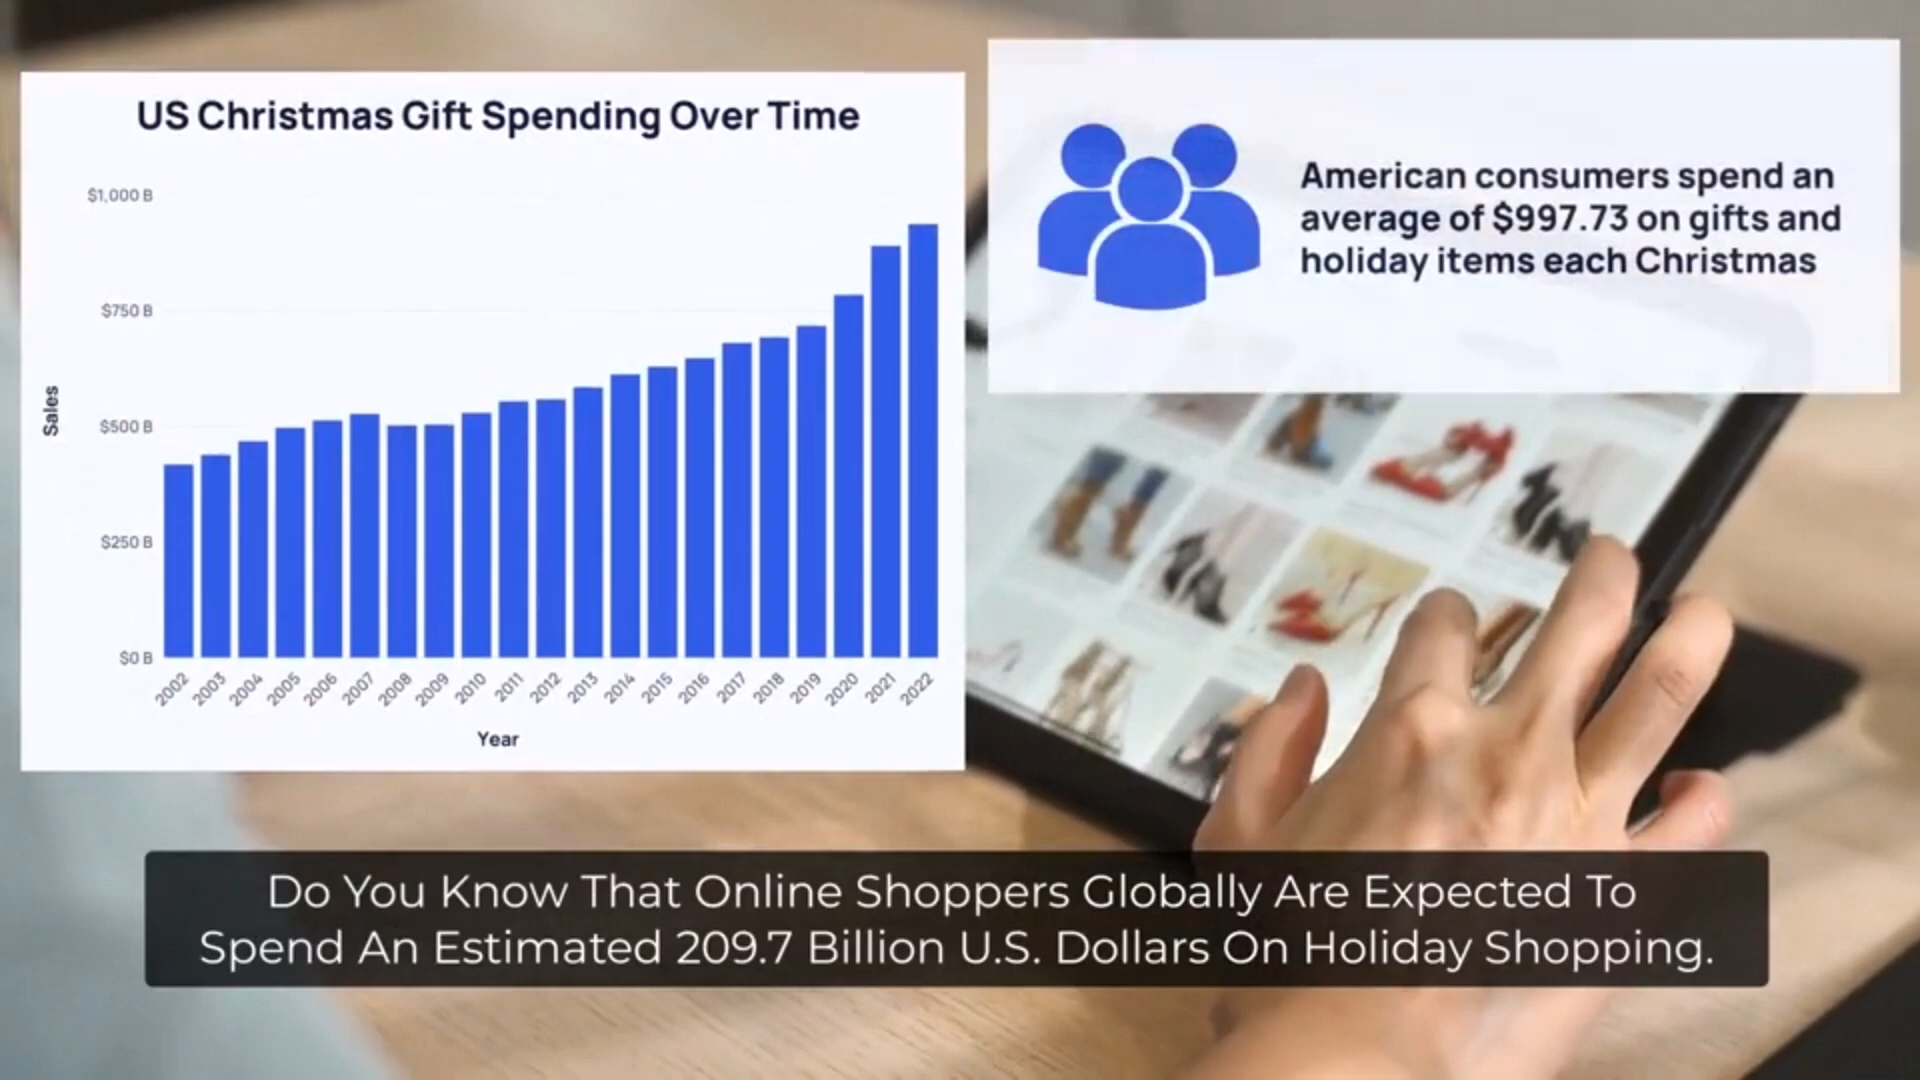 US Christmas Gift Spending Over Time
$1,000 B
$750 B
$500 B
$250 B
$0 B
Sales
2002
2003
2004
2005
2006
2007
2008
2009
2010
2011
2012
2013
2014
2015
2016
2017
2018
2019
2020
2021
2022
Year
American consumers spend an
average of $997.73 on gifts and
holiday items each Christmas
Do You Know That Online Shoppers Globally Are Expected To
Spend An Estimated 209.7 Billion U.S. Dollars On Holiday Shopping.